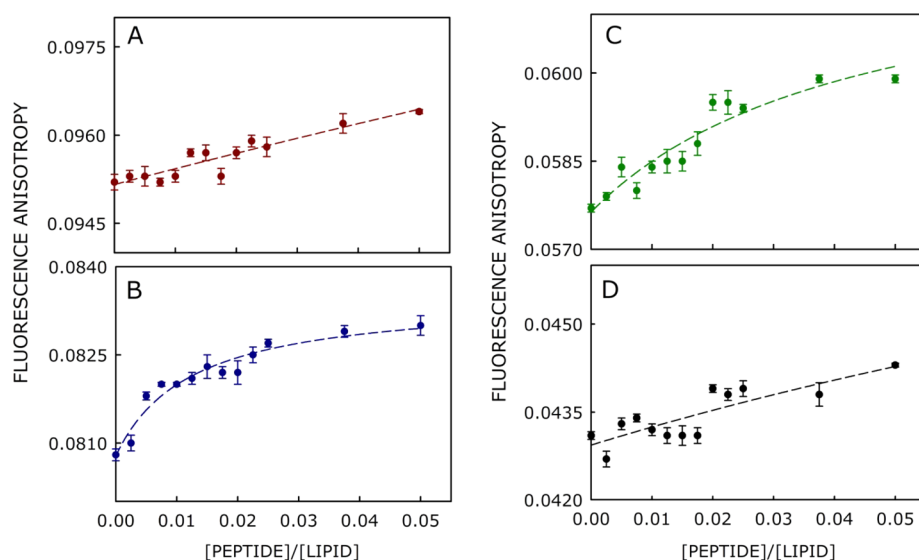 A
0.0975
0.0960
0.0945
B
0.0840
0.0825
0.0810
0.00 0.01 0.02 0.03 0.04 0.05
[PEPTIDE]/[LIPID]
FLUORESCENCE ANISOTROPY
C
0.0600
0.0585
0.0570
D
0.0450
0.0435
0.0420
0.00 0.01 0.02 0.03 0.04 0.05
[PEPTIDE]/[LIPID]
FLUORESCENCE ANISOTROPY